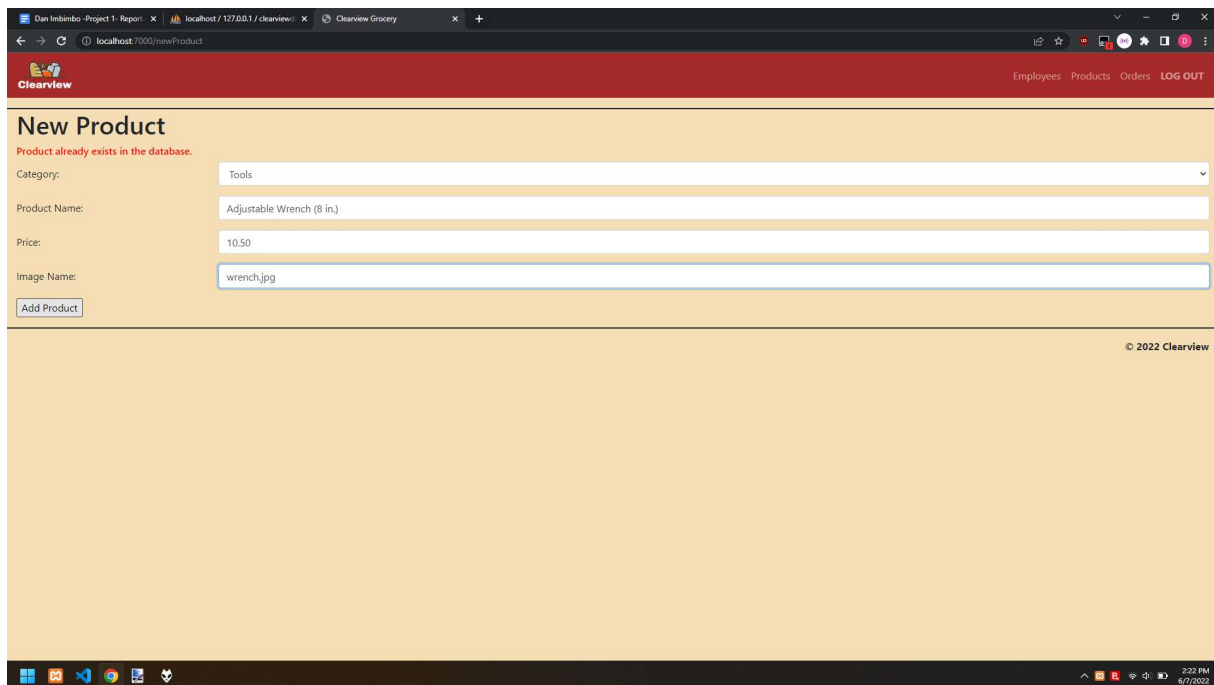 Dan Imbimbo -Project 1- Report
localhost / 127.0.0.1 / clearviewd
Clearview Grocery
localhost:7000/newProduct
Clearview
Employees Products Orders LOG OUT
New Product
Product already exists in the database.
Category:
Tools
Product Name:
Adjustable Wrench (8 in.)
Price:
10.50
Image Name:
wrench.jpg
Add Product
© 2022 Clearview
2:22 PM
6/7/2022